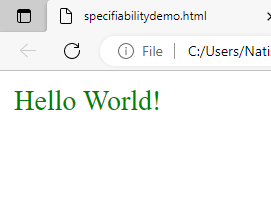 specifiabilitydemo.html
File
C:/Users/Nati
Hello World!